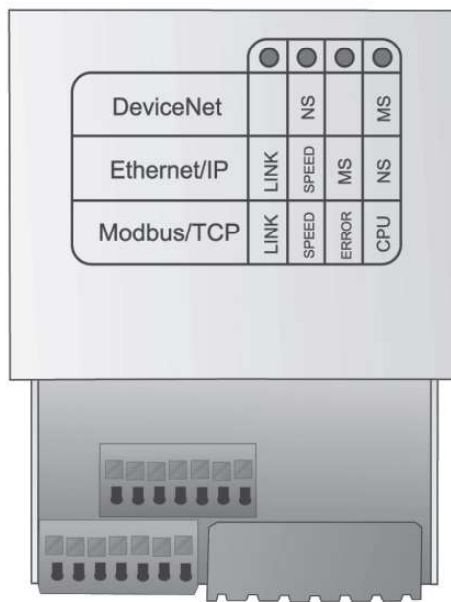 DeviceNet NS MS
Ethernet/IP LINK SPEED MS NS
Modbus/TCP LINK SPEED ERROR CPU